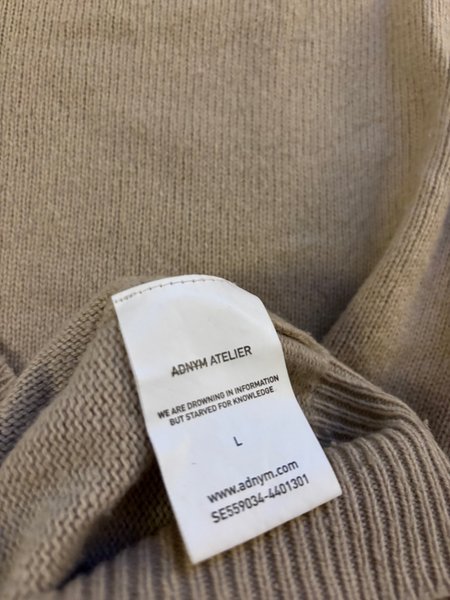 ADNYM ATELIER
WE ARE DROWNING IN INFORMATION
BUT STARVED FOR KNOWLEDGE
L
www.adnym.com
SE559034-4401301